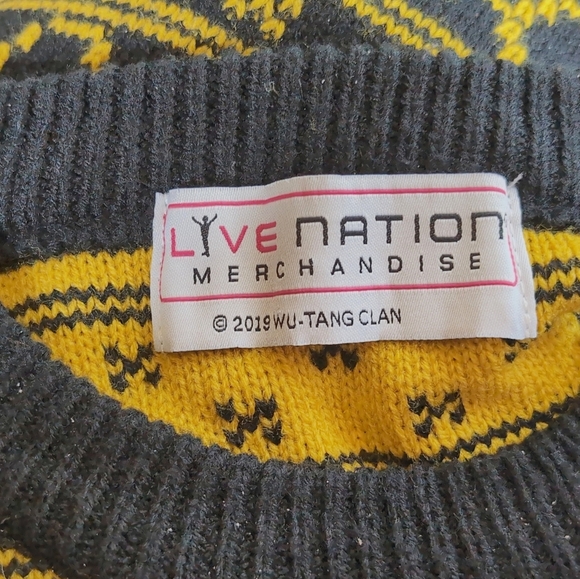 LIVE NATION
MERCHANDISE
© 2019 WU-TANG CLAN